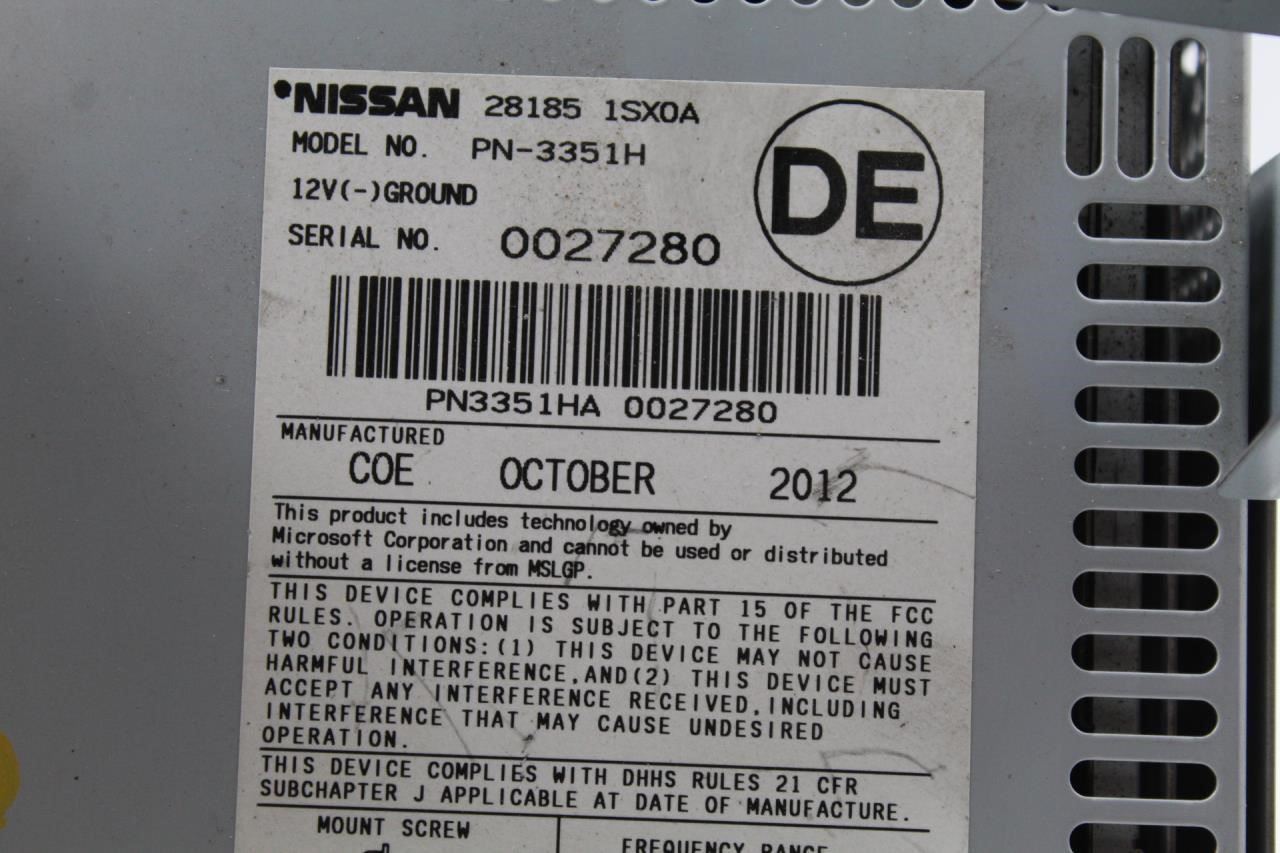 NISSAN 28185 1SX0A
MODEL NO. PN-3351H
DE
12V(-)GROUND
SERIAL NO. 0027280
PN3351HA 0027280
MANUFACTURED
COE OCTOBER 2012
This product includes technology owned by
Microsoft Corporation and cannot be used or distributed
without a license from MSLGP.
THIS DEVICE COMPLIES WITH PART 15 OF THE FCC
RULES. OPERATION IS SUBJECT TO THE FOLLOWING
TWO CONDITIONS:(1) THIS DEVICE MAY NOT CAUSE
HARMFUL INTERFERENCE,AND(2) THIS DEVICE MUST
ACCEPT ANY INTERFERENCE RECEIVED,INCLUDING
INTERFERENCE THAT MAY CAUSE UNDESIRED
OPERATION.
THIS DEVICE COMPLIES WITH DHHS RULES 21 CFR
SUBCHAPTER J APPLICABLE AT DATE OF MANUFACTURE.
MOUNT SCREW
FREQUENCY RANGE